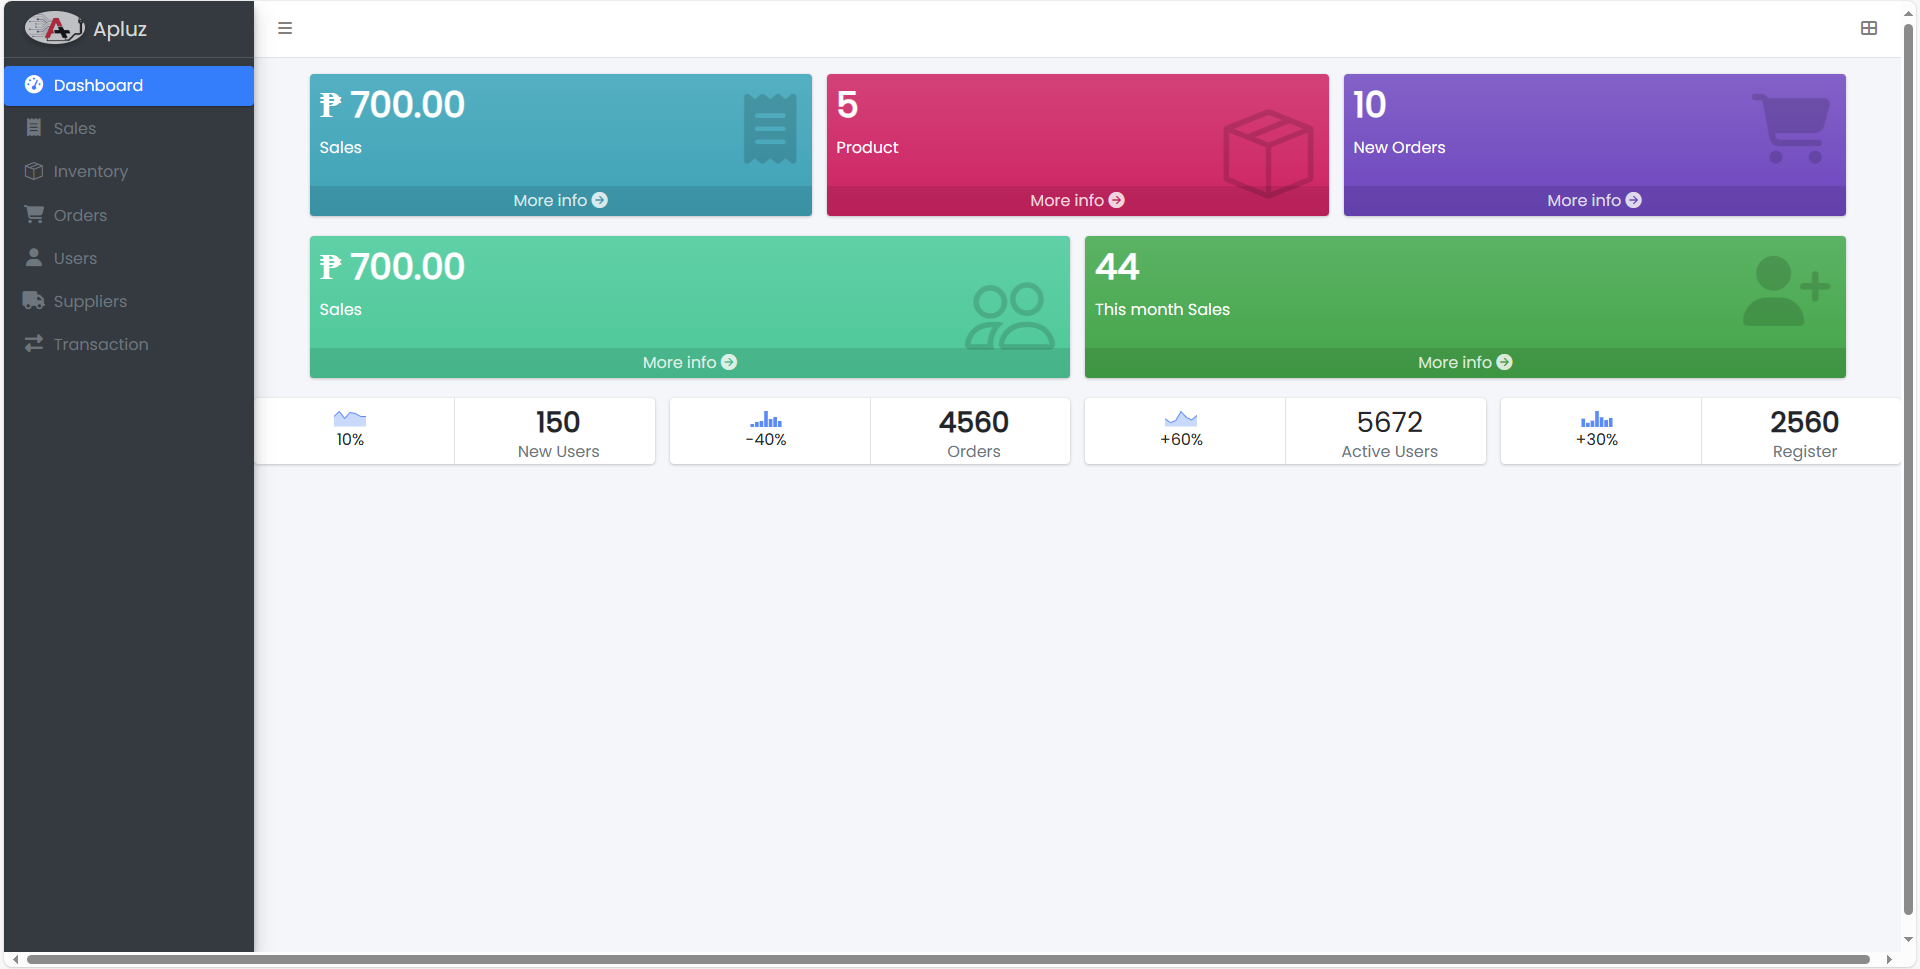 Apluz
Dashboard
Sales
Inventory
Orders
Users
Suppliers
Transaction
₱ 700.00
Sales
More info
5
Product
More info
10
New Orders
More info
₱ 700.00
Sales
More info
44
This month Sales
More info
10%
150
New Users
-40%
4560
Orders
+60%
5672
Active Users
+30%
2560
Register